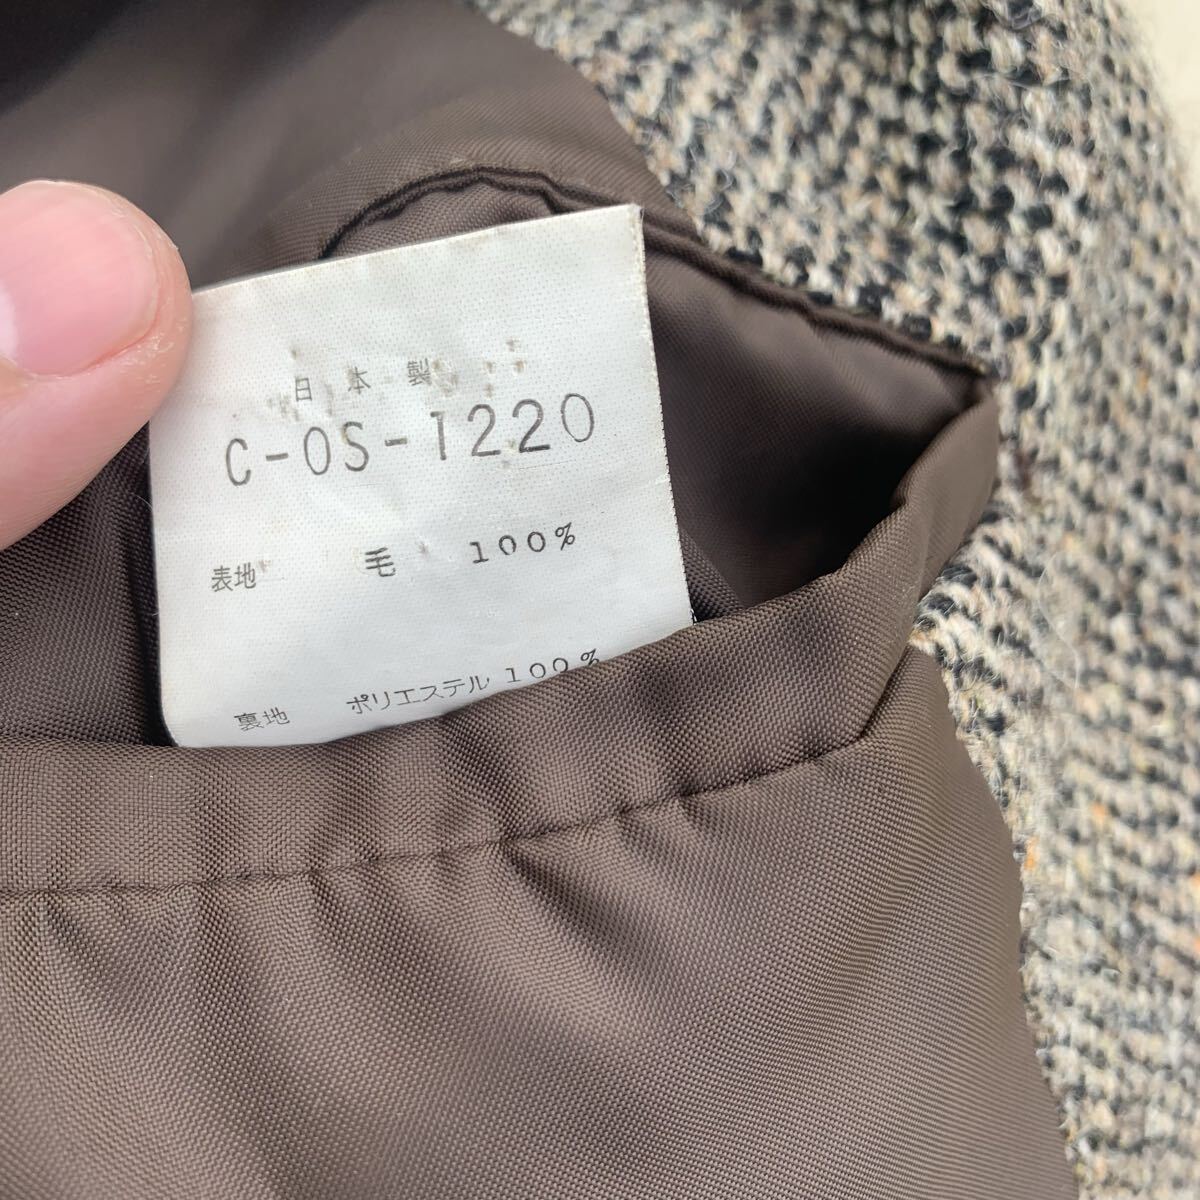 日本製
C-OS-1220
表地 毛 100%
裏地 ポリエステル 100%